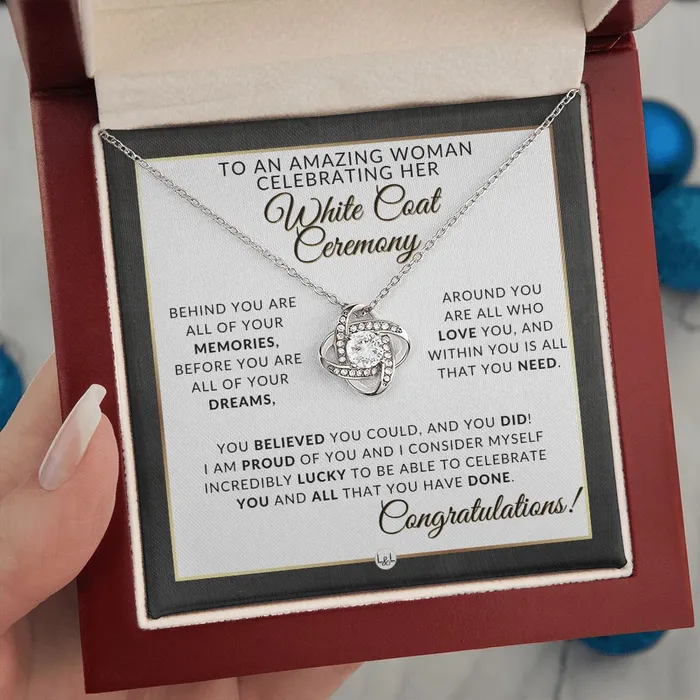 TO AN AMAZING WOMAN
CELEBRATING HER
White Coat
Ceremony
BEHIND YOU ARE
ALL OF YOUR
MEMORIES,
BEFORE YOU ARE
ALL OF YOUR
DREAMS,
AROUND YOU
ARE ALL WHO
LOVE YOU, AND
WITHIN YOU IS ALL
THAT YOU NEED.
YOU BELIEVED YOU COULD, AND YOU DID!
I AM PROUD OF YOU AND I CONSIDER MYSELF
INCREDIBLY LUCKY TO BE ABLE TO CELEBRATE
YOU AND ALL THAT YOU HAVE DONE.
Congratulations!
L&L